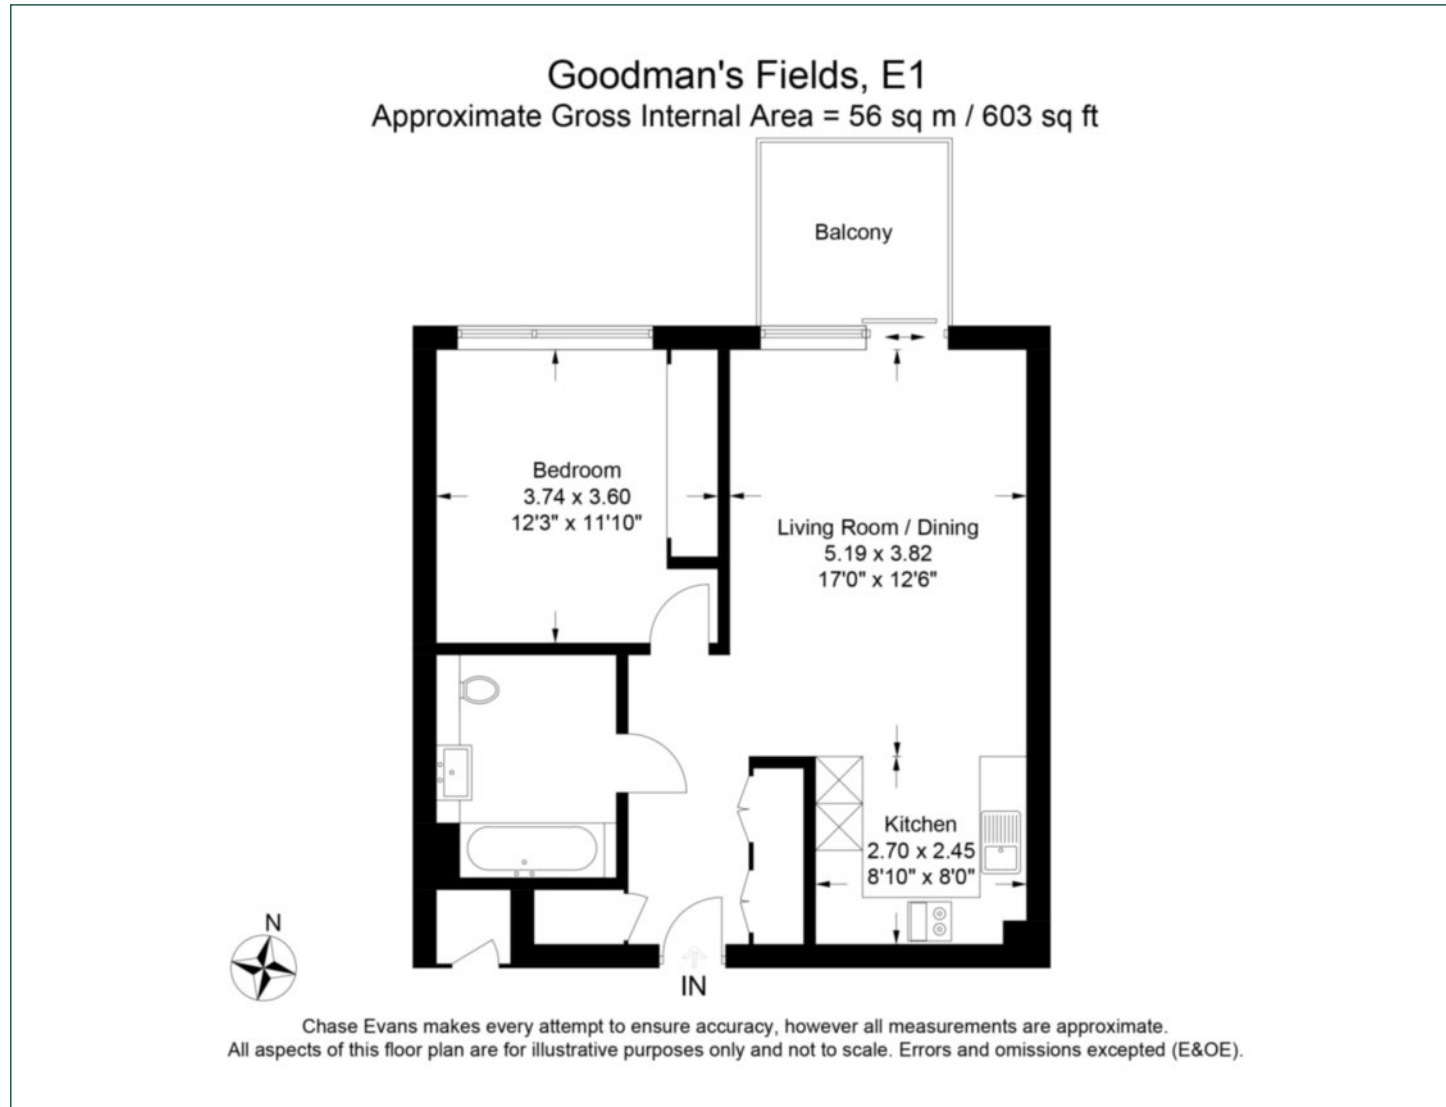 Goodman's Fields, E1
Approximate Gross Internal Area = 56 sq m / 603 sq ft
Balcony
Bedroom
3.74 x 3.60
12'3" x 11'10"
Living Room / Dining
5.19 x 3.82
17'0" x 12'6"
Kitchen
2.70 x 2.45
8'10" x 8'0"
N
IN
Chase Evans makes every attempt to ensure accuracy, however all measurements are approximate.
All aspects of this floor plan are for illustrative purposes only and not to scale. Errors and omissions excepted (E&OE).